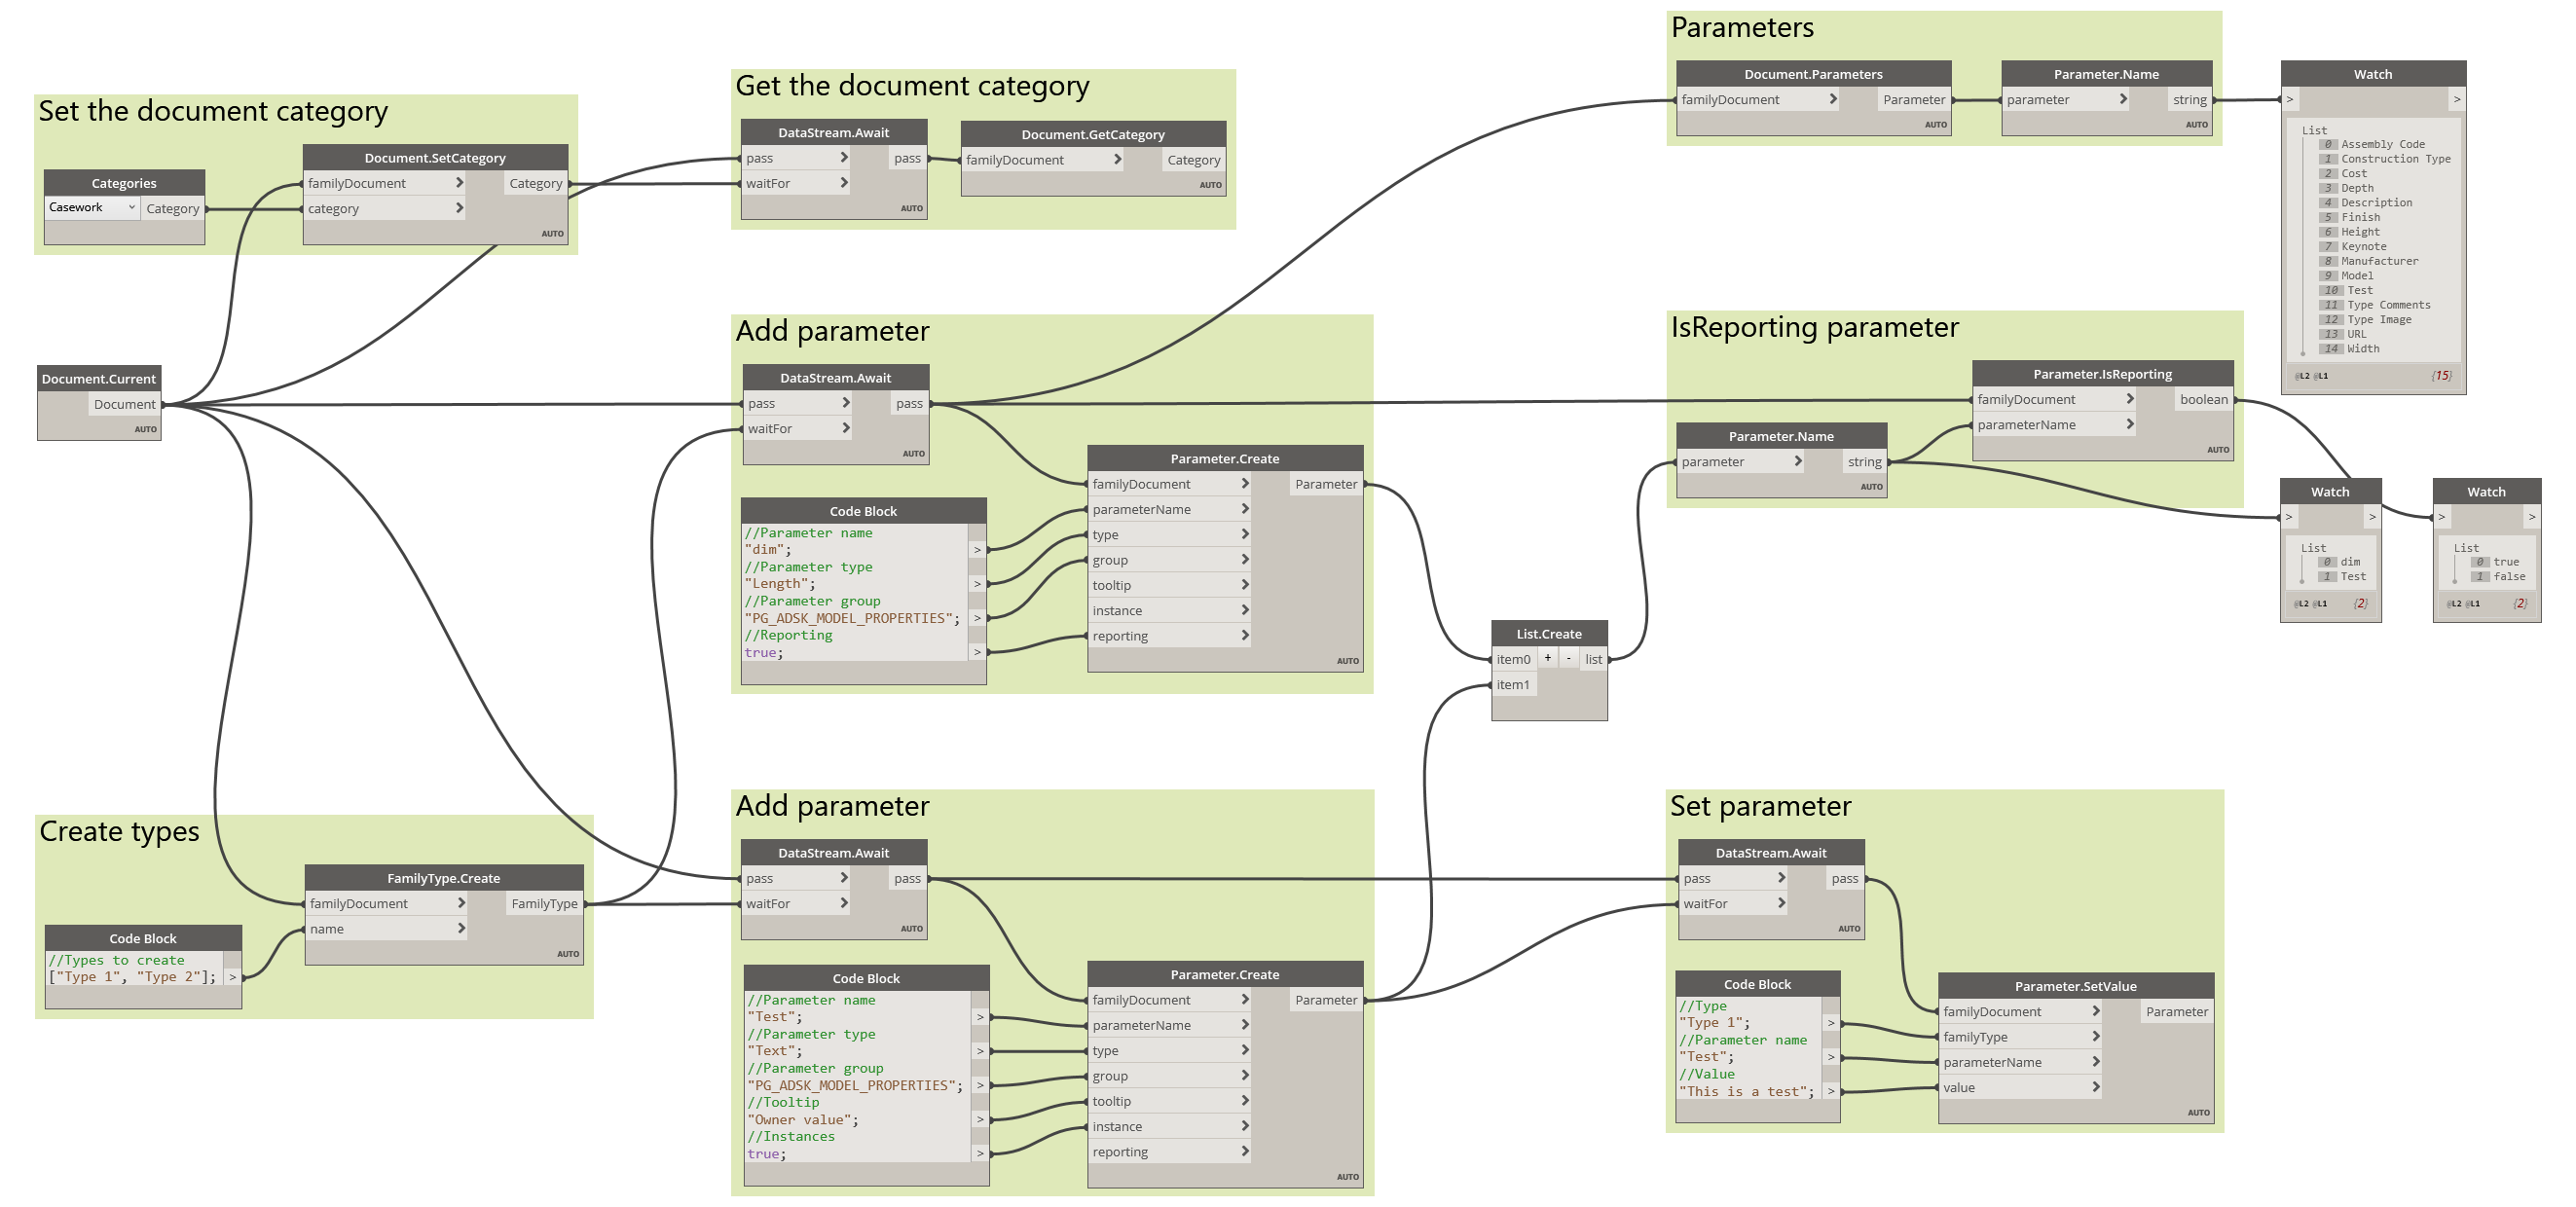 Set the document category
Categories
Casework
Category
Document.SetCategory
familyDocument
Category
category
AUTO
Get the document category
DataStream.Await
pass
pass
waitFor
AUTO
Document.GetCategory
familyDocument
Category
AUTO
Parameters
Document.Parameters
familyDocument
Parameter
AUTO
Parameter.Name
parameter
string
AUTO
Watch
>
>
List
0 Assembly Code
1 Construction Type
2 Cost
3 Depth
4 Description
5 Finish
6 Height
7 Keynote
8 Manufacturer
9 Model
10 Test
11 Type Comments
12 Type Image
13 URL
14 Width
@L2 @L1 {15}
Document.Current
Document
AUTO
Add parameter
DataStream.Await
pass
pass
waitFor
AUTO
Code Block
//Parameter name
"dim";
>
//Parameter type
"Length";
>
//Parameter group
"PG_ADSK_MODEL_PROPERTIES";
>
//Reporting
true;
>
Parameter.Create
familyDocument
Parameter
parameterName
type
group
tooltip
instance
reporting
AUTO
IsReporting parameter
Parameter.Name
parameter
string
AUTO
Parameter.IsReporting
familyDocument
boolean
parameterName
AUTO
Watch
>
>
List
0 dim
1 Test
@L2 @L1 {2}
Watch
>
>
List
0 true
1 false
@L2 @L1 {2}
List.Create
item0
+
-
list
item1
Create types
Code Block
//Types to create
["Type 1", "Type 2"];
>
FamilyType.Create
familyDocument
FamilyType
name
AUTO
Add parameter
DataStream.Await
pass
pass
waitFor
AUTO
Code Block
//Parameter name
"Test";
>
//Parameter type
"Text";
>
//Parameter group
"PG_ADSK_MODEL_PROPERTIES";
>
//Tooltip
"Owner value";
>
//Instances
true;
>
Parameter.Create
familyDocument
Parameter
parameterName
type
group
tooltip
instance
reporting
AUTO
Set parameter
DataStream.Await
pass
pass
waitFor
AUTO
Code Block
//Type
"Type 1";
>
//Parameter name
"Test";
>
//Value
"This is a test";
>
Parameter.SetValue
familyDocument
Parameter
familyType
parameterName
value
AUTO